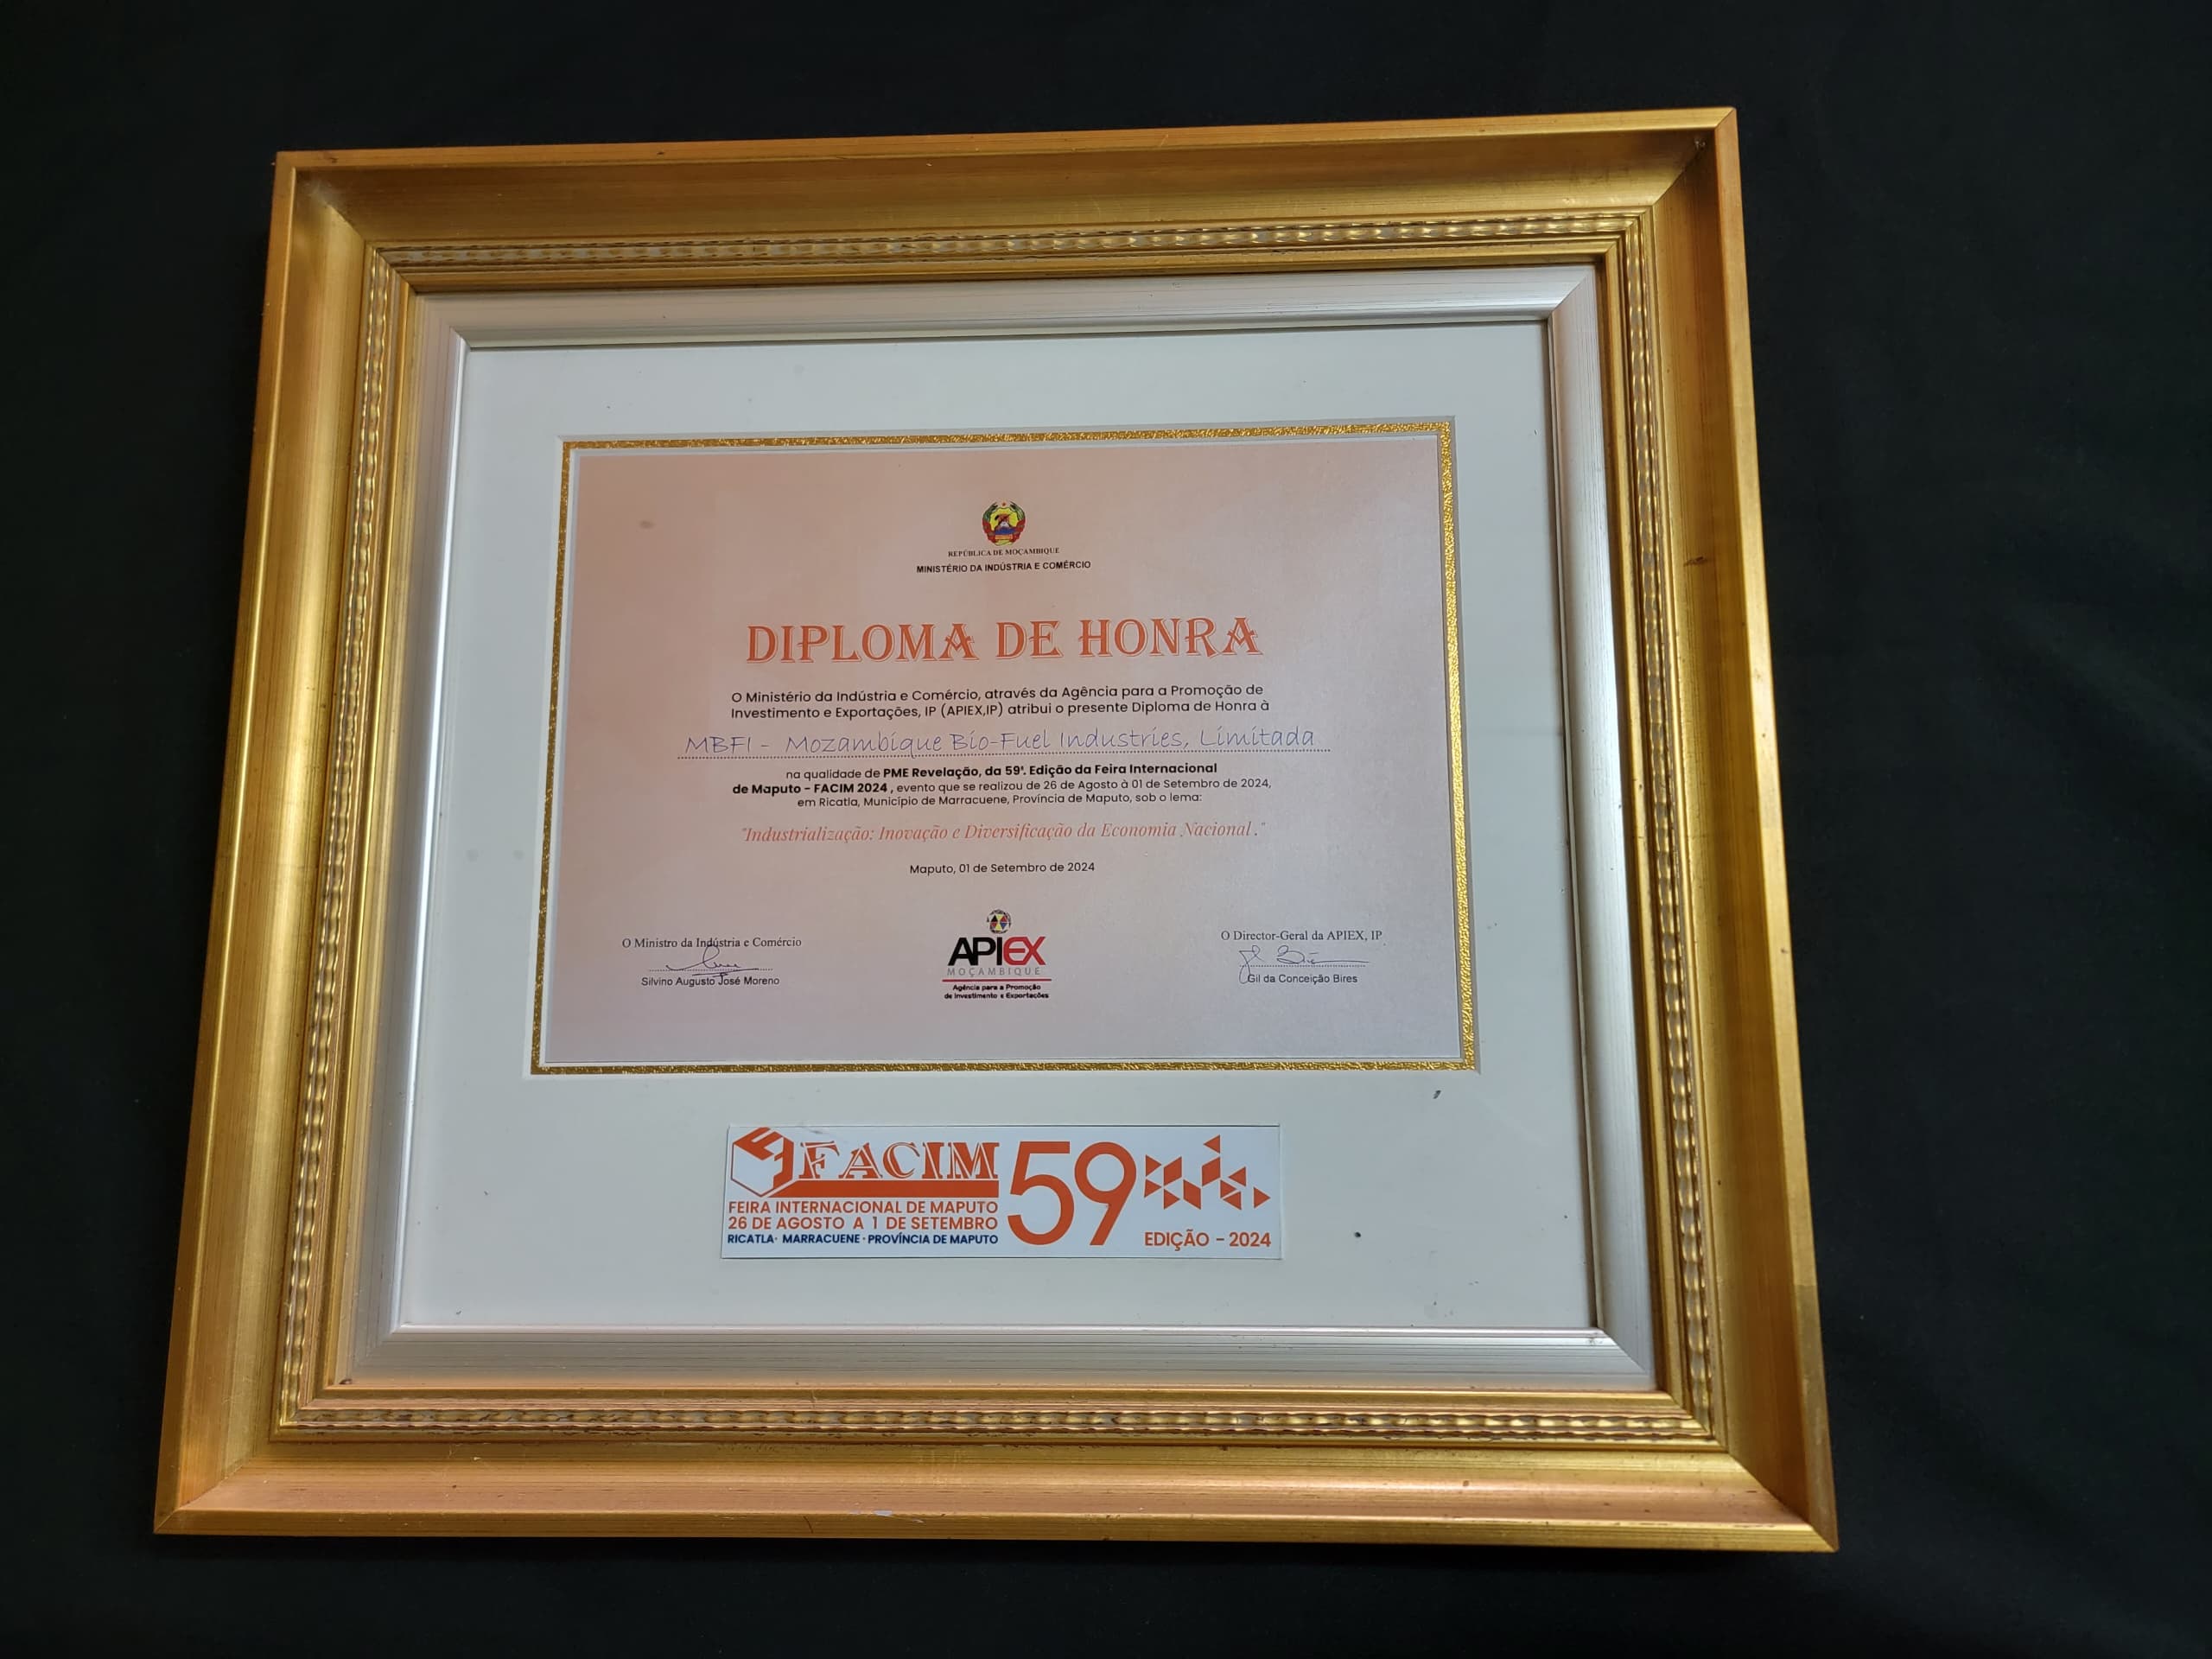 REPÚBLICA DE MOÇAMBIQUE
MINISTÉRIO DA INDÚSTRIA E COMÉRCIO
DIPLOMA DE HONRA
O Ministério da Indústria e Comércio, através da Agência para a Promoção de
Investimento e Exportações, IP (APIEX,IP) atribui o presente Diploma de Honra à
MBFI - Mozambique Bio-Fuel Industries, Limitada
na qualidade de PME Revelação, da 59ª. Edição da Feira Internacional
de Maputo - FACIM 2024 , evento que se realizou de 26 de Agosto à 01 de Setembro de 2024,
em Ricatla, Município de Marracuene, Província de Maputo, sob o lema:
"Industrialização: Inovação e Diversificação da Economia Nacional ."
Maputo, 01 de Setembro de 2024
O Ministro da Indústria e Comércio
Silvino Augusto José Moreno
APIEX
MOÇAMBIQUE
Agência para a Promoção
de Investimento e Exportações
O Director-Geral da APIEX, IP
Gil da Conceição Bires
FACIM
FEIRA INTERNACIONAL DE MAPUTO
26 DE AGOSTO A 1 DE SETEMBRO
RICATLA· MARRACUENE · PROVÍNCIA DE MAPUTO
59
EDIÇÃO - 2024